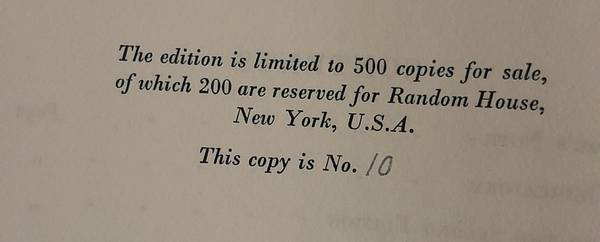 The edition is limited to 500 copies for sale,
of which 200 are reserved for Random House,
New York, U.S.A.
This copy is No. 10